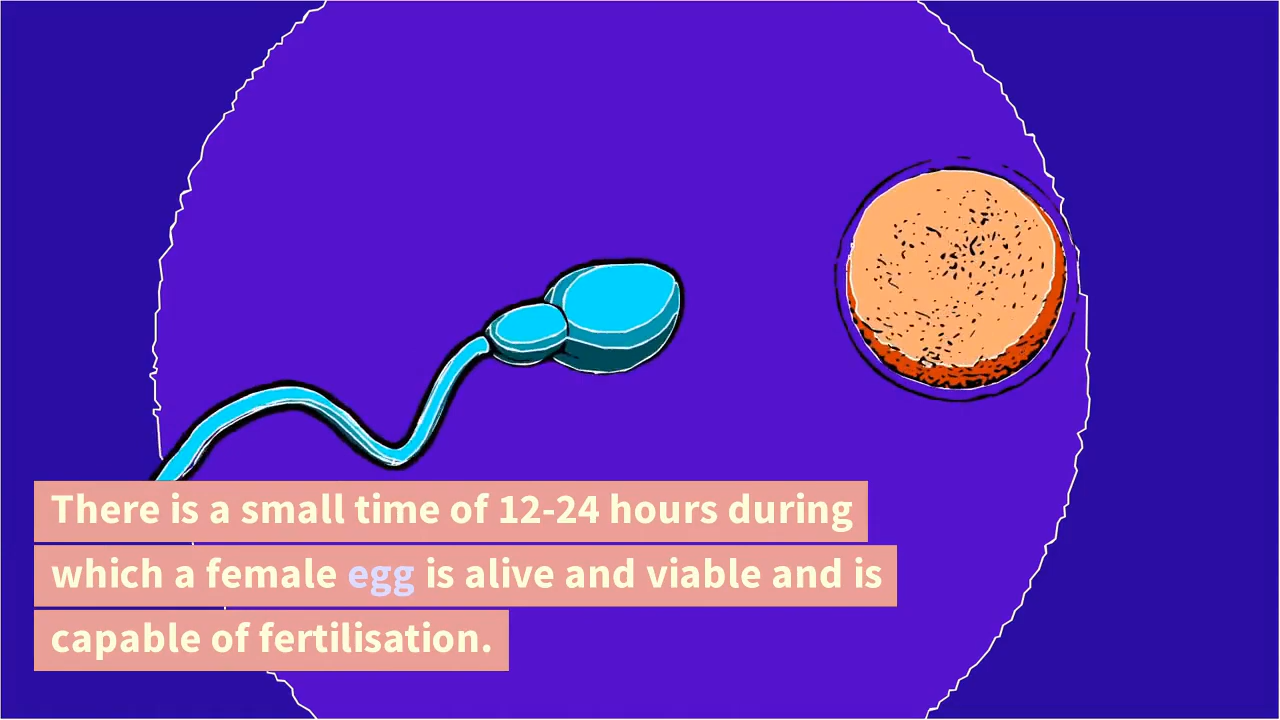 There is a small time of 12-24 hours during
which a female egg is alive and viable and is
capable of fertilisation.